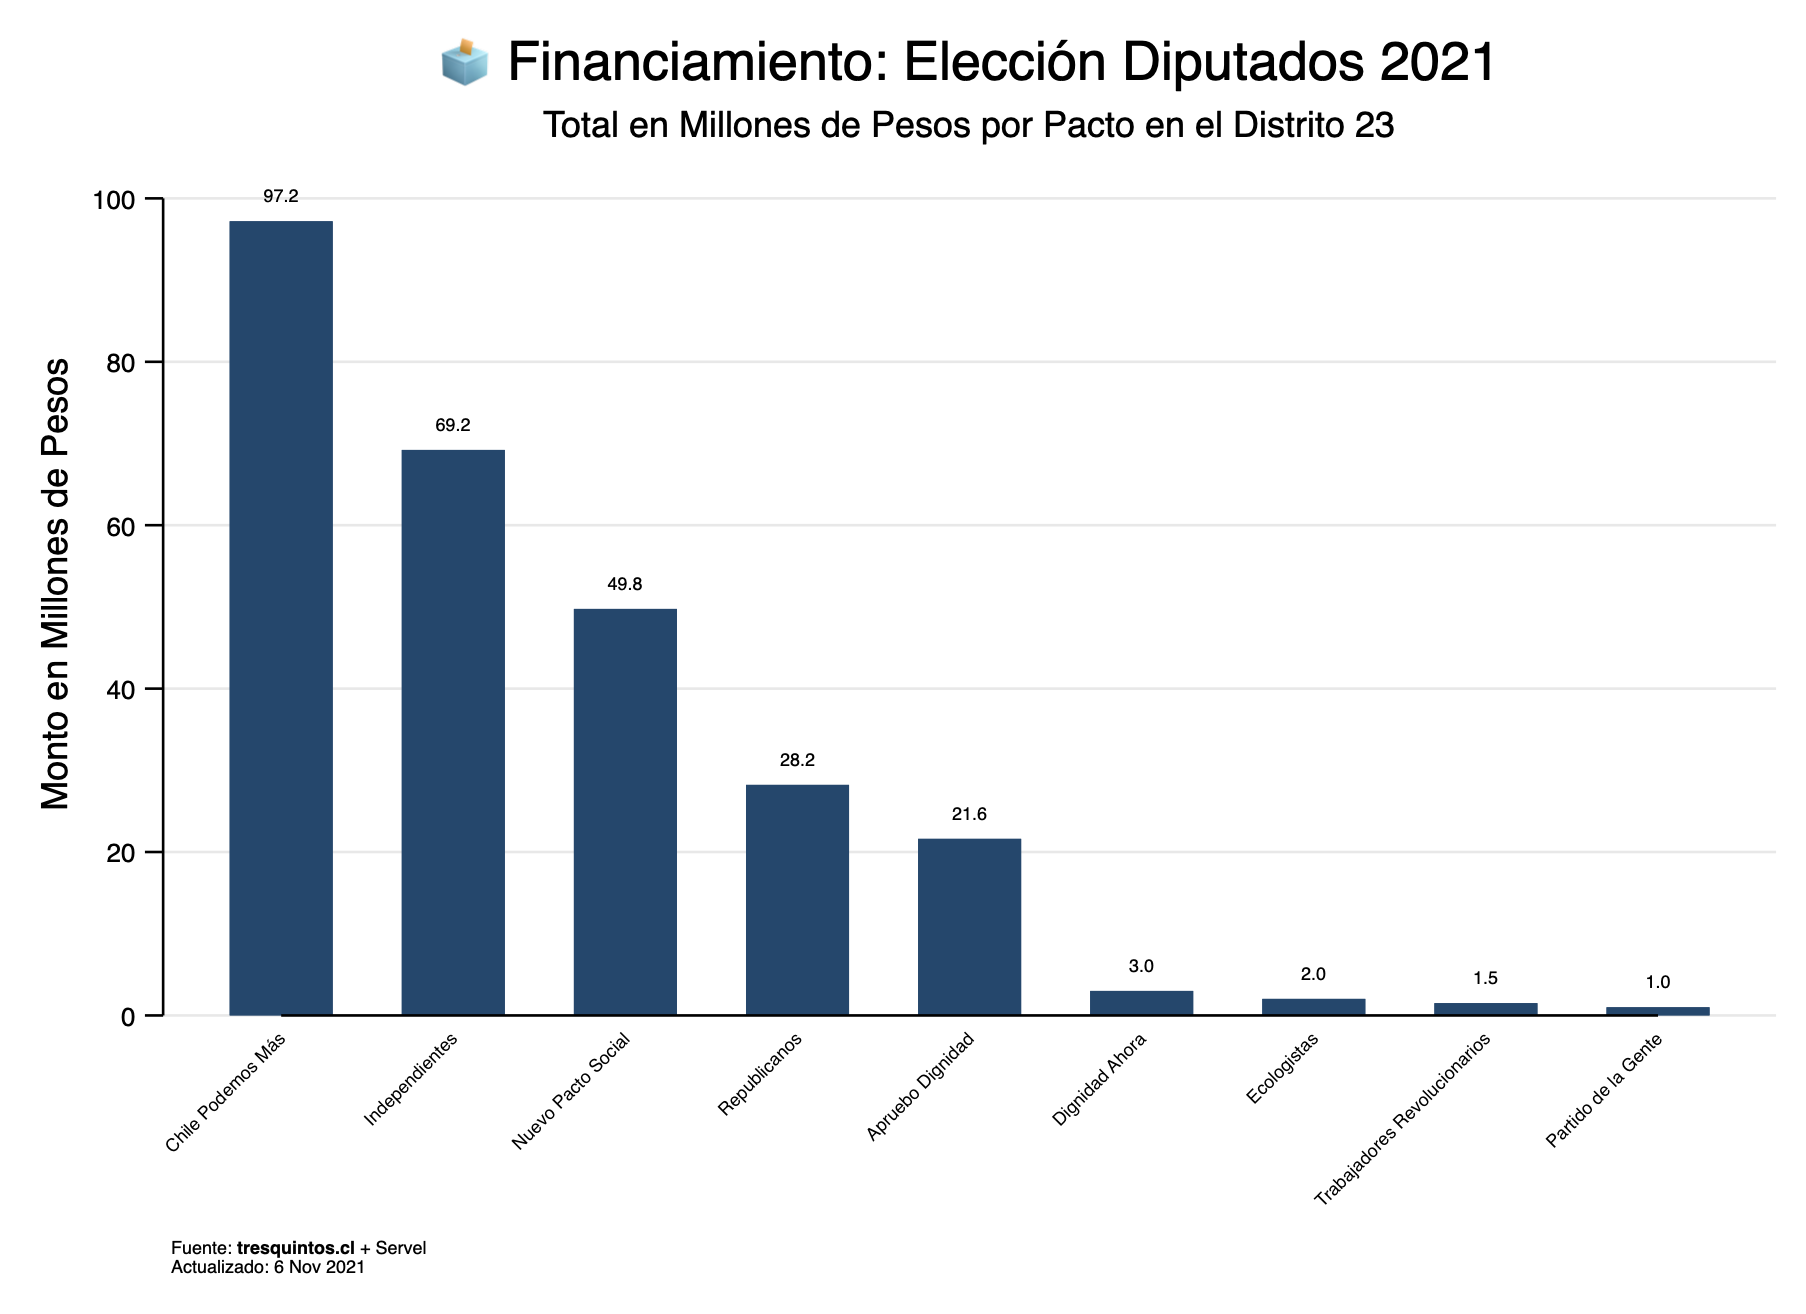 Financiamiento: Elección Diputados 2021
Total en Millones de Pesos por Pacto en el Distrito 23
Monto en Millones de Pesos
100
80
60
40
20
0
97.2
69.2
49.8
28.2
21.6
3.0
2.0
1.5
1.0
Chile Podemos Más
Independientes
Nuevo Pacto Social
Republicanos
Apruebo Dignidad
Dignidad Ahora
Ecologistas
Trabajadores Revolucionarios
Partido de la Gente
Fuente: tresquintos.cl + Servel
Actualizado: 6 Nov 2021